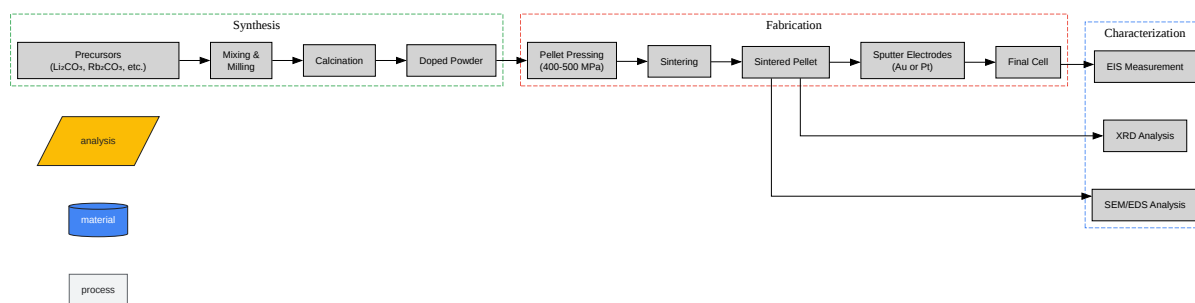 Synthesis
Precursors
(Li₂CO₃, Rb₂CO₃, etc.)
Mixing &
Milling
Calcination
Doped Powder
Fabrication
Pellet Pressing
(400-500 MPa)
Sintering
Sintered Pellet
Sputter Electrodes
(Au or Pt)
Final Cell
Characterization
EIS Measurement
XRD Analysis
SEM/EDS Analysis
analysis
material
process